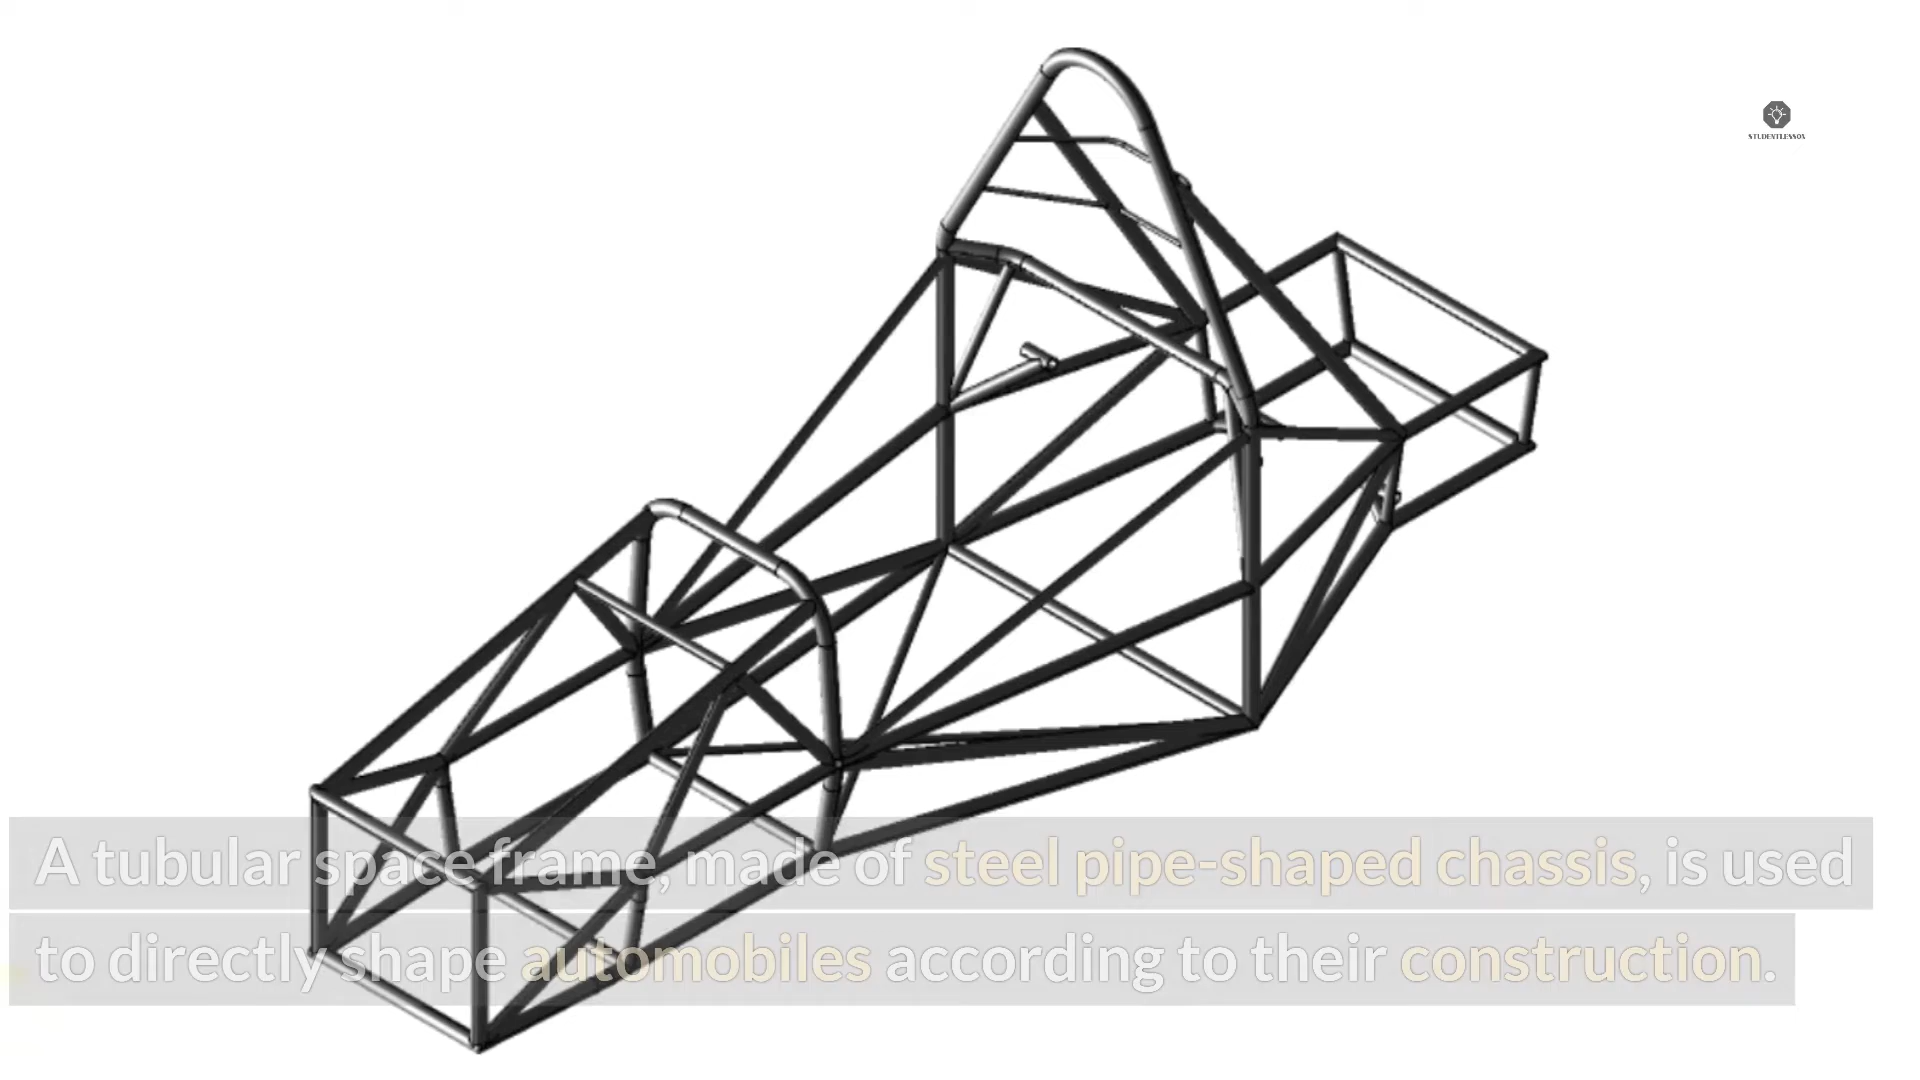 STUDENTLESSON
A tubular space frame, made of steel pipe-shaped chassis, is used
to directly shape automobiles according to their construction.